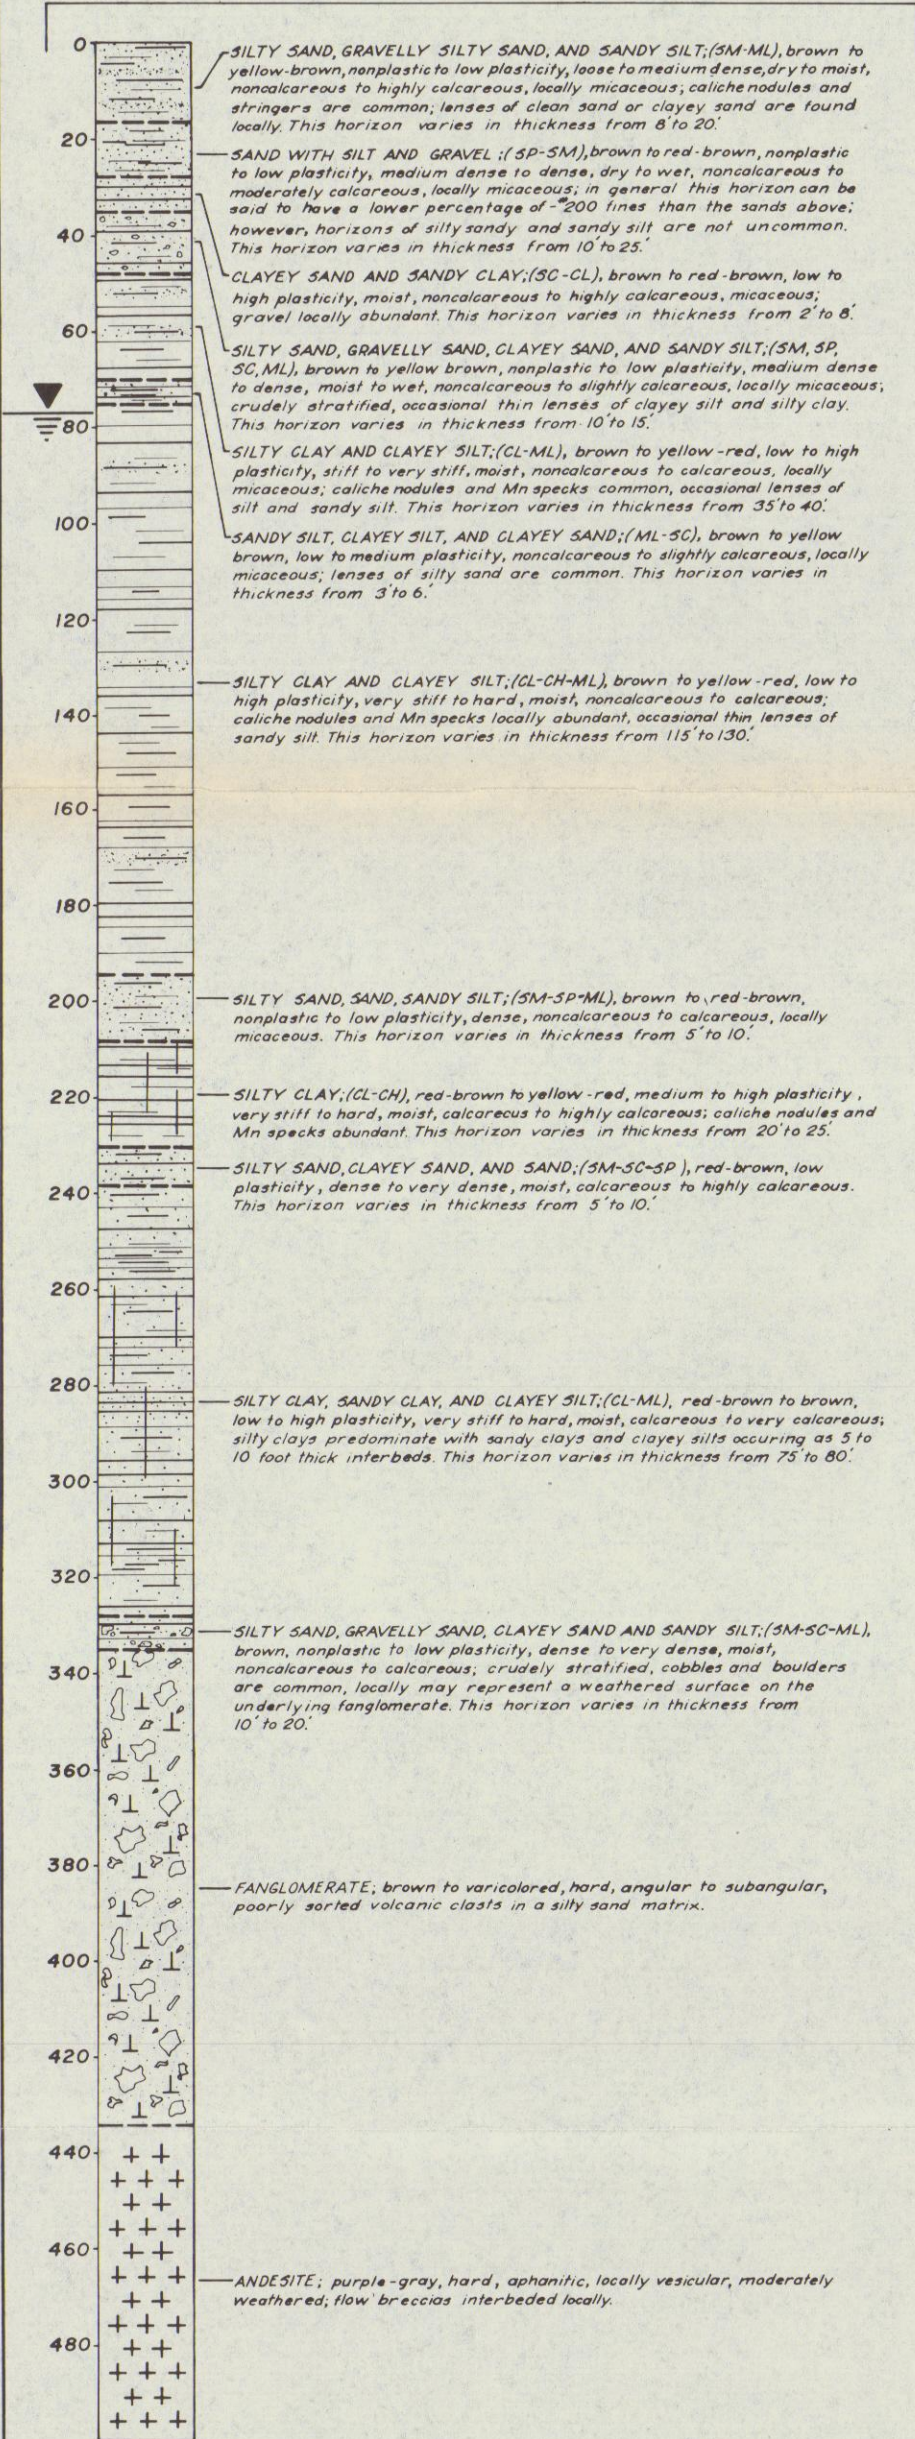 0
SILTY SAND, GRAVELLY SILTY SAND, AND SANDY SILT;(SM-ML), brown to
yellow-brown, nonplastic to low plasticity, loose to medium dense, dry to moist,
noncalcareous to highly calcareous, locally micaceous; caliche nodules and
stringers are common; lenses of clean sand or clayey sand are found
locally. This horizon varies in thickness from 8' to 20'.
20
SAND WITH SILT AND GRAVEL ;(SP-SM), brown to red-brown, nonplastic
to low plasticity, medium dense to dense, dry to wet, noncalcareous to
moderately calcareous, locally micaceous; in general this horizon can be
said to have a lower percentage of -#200 fines than the sands above;
however, horizons of silty sandy and sandy silt are not uncommon.
This horizon varies in thickness from 10' to 25'.
40
CLAYEY SAND AND SANDY CLAY;(SC-CL), brown to red-brown, low to
high plasticity, moist, noncalcareous to highly calcareous, micaceous;
gravel locally abundant. This horizon varies in thickness from 2' to 8'.
60
SILTY SAND, GRAVELLY SAND, CLAYEY SAND, AND SANDY SILT;(SM, SP,
SC, ML), brown to yellow brown, nonplastic to low plasticity, medium dense
to dense, moist to wet, noncalcareous to slightly calcareous, locally micaceous;
crudely stratified, occasional thin lenses of clayey silt and silty clay.
This horizon varies in thickness from 10' to 15'.
80
SILTY CLAY AND CLAYEY SILT;(CL-ML), brown to yellow-red, low to high
plasticity, stiff to very stiff, moist, noncalcareous to calcareous, locally
micaceous; caliche nodules and Mn specks common, occasional lenses of
silt and sandy silt. This horizon varies in thickness from 35' to 40'.
100
SANDY SILT, CLAYEY SILT, AND CLAYEY SAND;(ML-SC), brown to yellow
brown, low to medium plasticity, noncalcareous to slightly calcareous, locally
micaceous; lenses of silty sand are common. This horizon varies in
thickness from 3' to 6'.
120
SILTY CLAY AND CLAYEY SILT;(CL-CH-ML), brown to yellow-red, low to
high plasticity, very stiff to hard, moist, noncalcareous to calcareous;
caliche nodules and Mn specks locally abundant, occasional thin lenses of
sandy silt. This horizon varies in thickness from 115' to 130'.
140
160
180
200
SILTY SAND, SAND, SANDY SILT;(SM-SP-ML), brown to red-brown,
nonplastic to low plasticity, dense, noncalcareous to calcareous, locally
micaceous. This horizon varies in thickness from 5' to 10'.
220
SILTY CLAY;(CL-CH), red-brown to yellow-red, medium to high plasticity,
very stiff to hard, moist, calcarecus to highly calcareous; caliche nodules and
Mn specks abundant. This horizon varies in thickness from 20' to 25'.
SILTY SAND, CLAYEY SAND, AND SAND;(SM-SC-SP), red-brown, low
plasticity, dense to very dense, moist, calcareous to highly calcareous.
This horizon varies in thickness from 5' to 10'.
240
260
280
SILTY CLAY, SANDY CLAY, AND CLAYEY SILT;(CL-ML), red-brown to brown,
low to high plasticity, very stiff to hard, moist, calcareous to very calcareous;
silty clays predominate with sandy clays and clayey silts occuring as 5 to
10 foot thick interbeds. This horizon varies in thickness from 75' to 80'.
300
320
SILTY SAND, GRAVELLY SAND, CLAYEY SAND AND SANDY SILT;(SM-SC-ML),
brown, nonplastic to low plasticity, dense to very dense, moist,
noncalcareous to calcareous; crudely stratified, cobbles and boulders
are common, locally may represent a weathered surface on the
underlying fanglomerate. This horizon varies in thickness from
10' to 20'.
340
360
380
FANGLOMERATE; brown to varicolored, hard, angular to subangular,
poorly sorted volcanic clasts in a silty sand matrix.
400
420
440
460
ANDESITE; purple-gray, hard, aphanitic, locally vesicular, moderately
weathered; flow breccias interbeded locally.
480